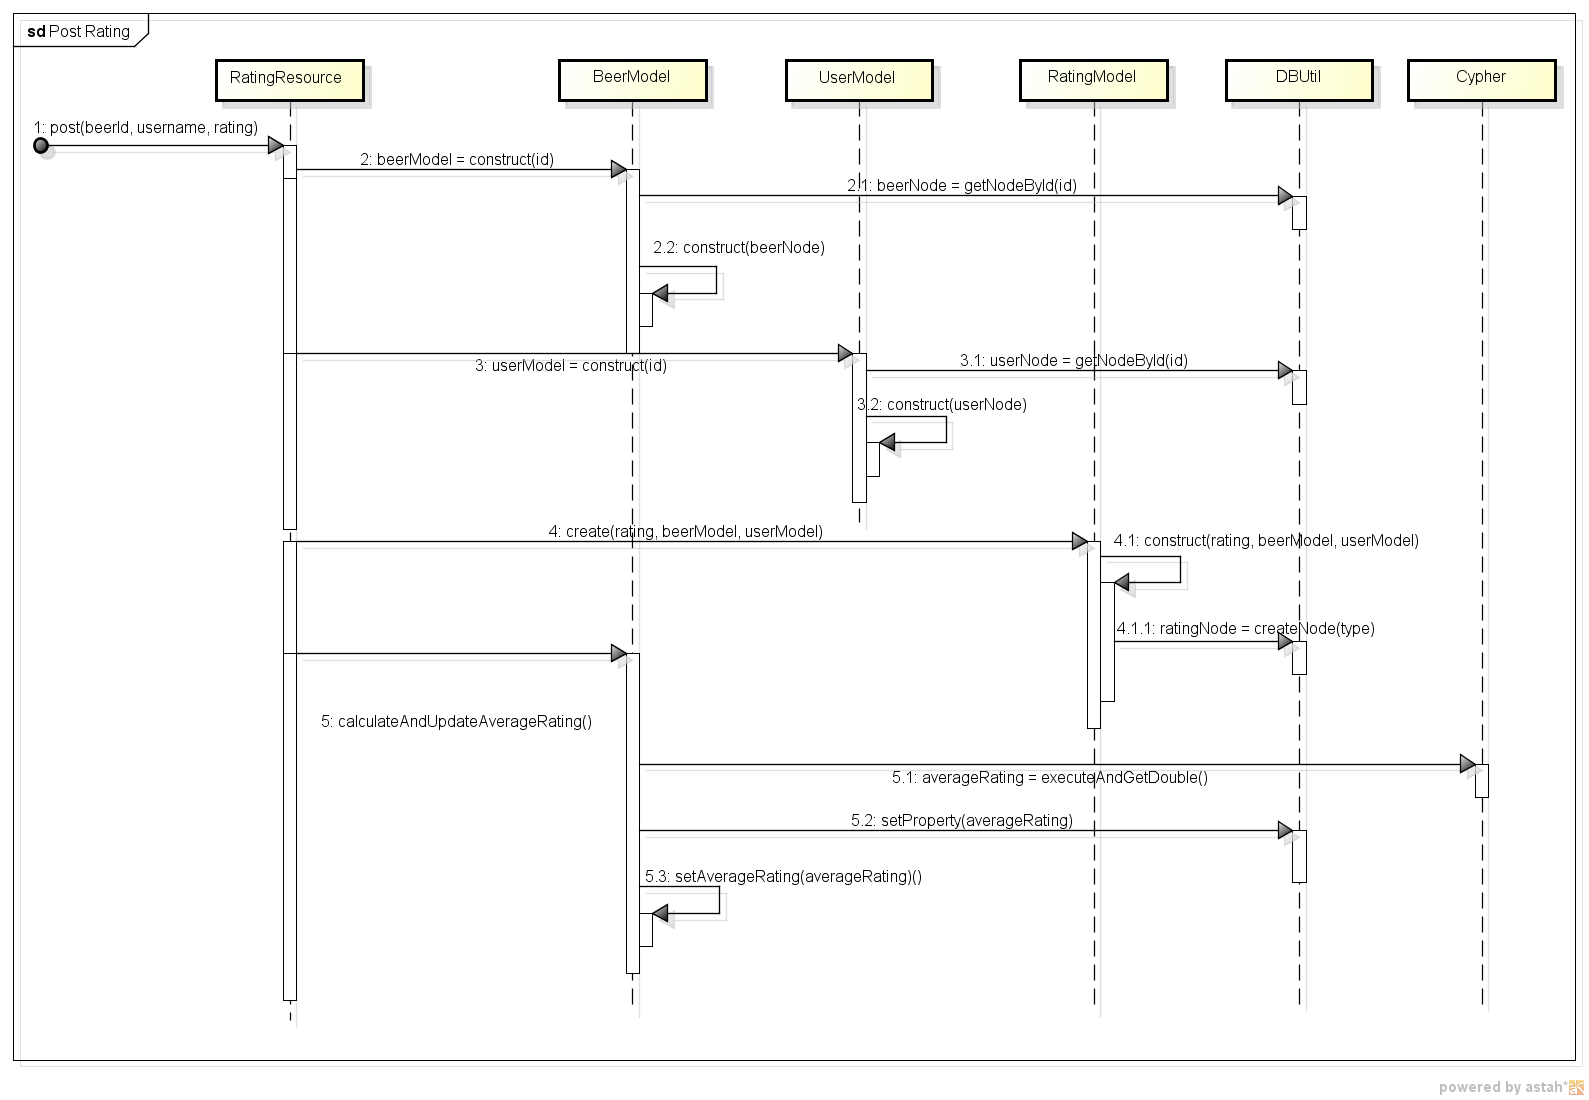 sd Post Rating
RatingResource
BeerModel
UserModel
RatingModel
DBUtil
Cypher
1: post(beerId, username, rating)
2: beerModel = construct(id)
2.1: beerNode = getNodeById(id)
2.2: construct(beerNode)
3: userModel = construct(id)
3.1: userNode = getNodeById(id)
3.2: construct(userNode)
4: create(rating, beerModel, userModel)
4.1: construct(rating, beerModel, userModel)
4.1.1: ratingNode = createNode(type)
5: calculateAndUpdateAverageRating()
5.1: averageRating = executeAndGetDouble()
5.2: setProperty(averageRating)
5.3: setAverageRating(averageRating)()
powered by astah*